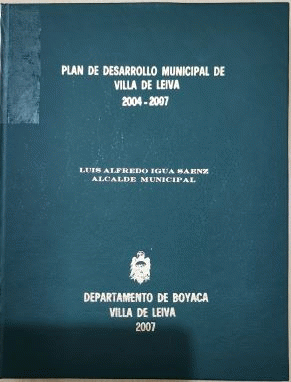 PLAN DE DESARROLLO MUNICIPAL DE
VILLA DE LEIVA
2004-2007
LUIS ALFREDO IGUA SAENZ
ALCALDE MUNICIPAL
DEPARTAMENTO DE BOYACA
VILLA DE LEIVA
2007